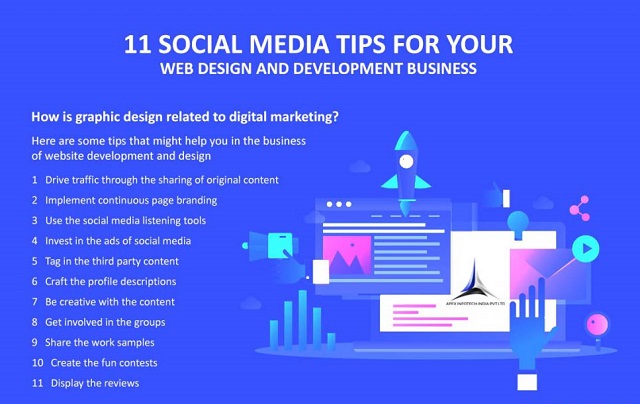 11 SOCIAL MEDIA TIPS FOR YOUR
WEB DESIGN AND DEVELOPMENT BUSINESS
How is graphic design related to digital marketing?
Here are some tips that might help you in the business
of website development and design
1 Drive traffic through the sharing of original content
2 Implement continuous page branding
3 Use the social media listening tools
4 Invest in the ads of social media
5 Tag in the third party content
6 Craft the profile descriptions
7 Be creative with the content
8 Get involved in the groups
9 Share the work samples
10 Create the fun contests
11 Display the reviews
APEX INFOTECH INDIA PVT LTD